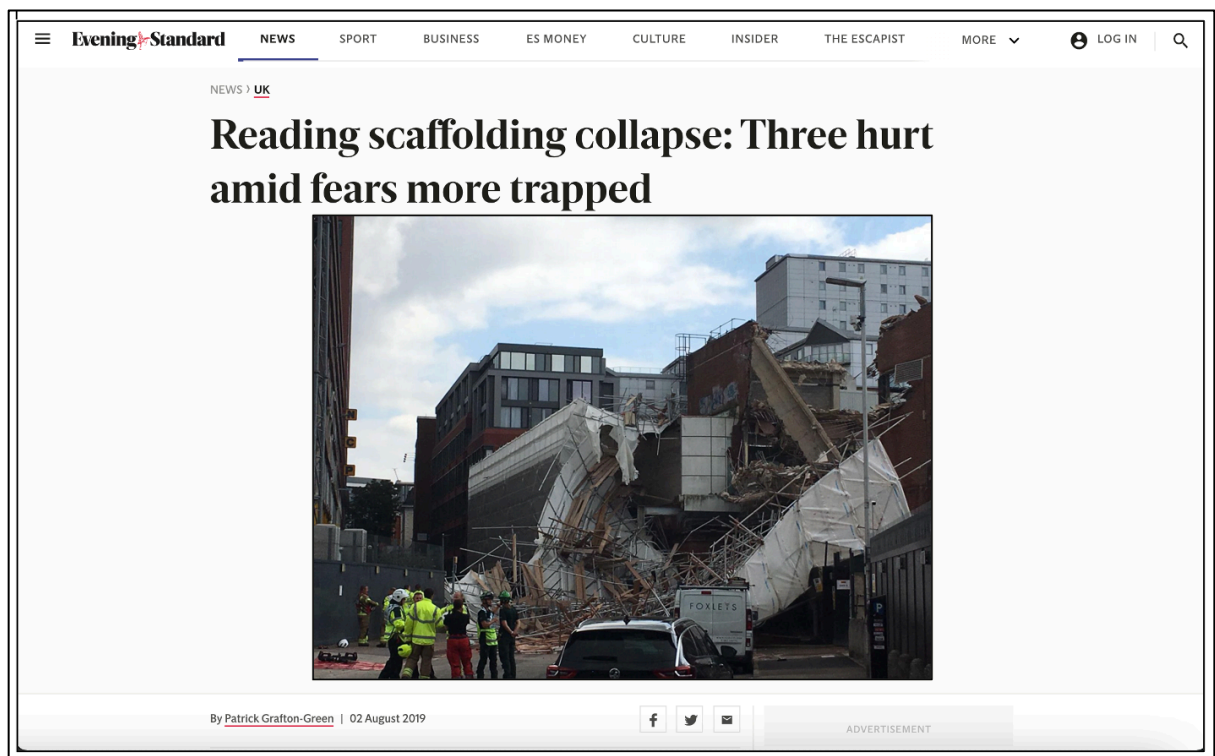 Evening Standard NEWS SPORT BUSINESS ES MONEY CULTURE INSIDER THE ESCAPIST MORE LOG IN
NEWS > UK
Reading scaffolding collapse: Three hurt
amid fears more trapped
FOXLETS
P
By Patrick Grafton-Green | 02 August 2019
ADVERTISEMENT